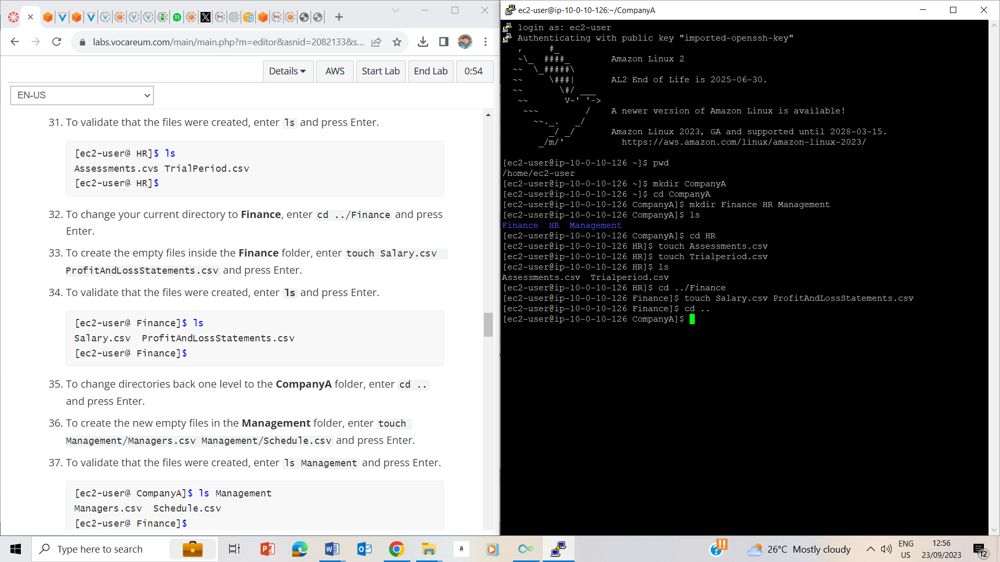 labs.vocareum.com/main/main.php?m=editor&asnid=2082133&s...
Details
AWS
Start Lab
End Lab
0:54
EN-US
31. To validate that the files were created, enter ls and press Enter.
[ec2-user@ HR]$ ls
Assessments.cvs TrialPeriod.csv
[ec2-user@ HR]$
32. To change your current directory to Finance, enter cd ../Finance and press
Enter.
33. To create the empty files inside the Finance folder, enter touch Salary.csv
ProfitAndLossStatements.csv and press Enter.
34. To validate that the files were created, enter ls and press Enter.
[ec2-user@ Finance]$ ls
Salary.csv  ProfitAndLossStatements.csv
[ec2-user@ Finance]$
35. To change directories back one level to the CompanyA folder, enter cd ..
and press Enter.
36. To create the new empty files in the Management folder, enter touch
Management/Managers.csv Management/Schedule.csv and press Enter.
37. To validate that the files were created, enter ls Management and press Enter.
[ec2-user@ CompanyA]$ ls Management
Managers.csv  Schedule.csv
[ec2-user@ Finance]$
ec2-user@ip-10-0-10-126:~/CompanyA
login as: ec2-user
Authenticating with public key "imported-openssh-key"
   ,     #_
   ~\_  ####_        Amazon Linux 2
  ~~  \_#####\
  ~~     \###|       AL2 End of Life is 2025-06-30.
  ~~       \#/ ___
   ~~       V~' '->
    ~~~         /    A newer version of Amazon Linux is available!
      ~~._.   _/
         _/ _/       Amazon Linux 2023, GA and supported until 2028-03-15.
       _/m/'           https://aws.amazon.com/linux/amazon-linux-2023/
[ec2-user@ip-10-0-10-126 ~]$ pwd
/home/ec2-user
[ec2-user@ip-10-0-10-126 ~]$ mkdir CompanyA
[ec2-user@ip-10-0-10-126 ~]$ cd CompanyA
[ec2-user@ip-10-0-10-126 CompanyA]$ mkdir Finance HR Management
[ec2-user@ip-10-0-10-126 CompanyA]$ ls
Finance  HR  Management
[ec2-user@ip-10-0-10-126 CompanyA]$ cd HR
[ec2-user@ip-10-0-10-126 HR]$ touch Assessments.csv
[ec2-user@ip-10-0-10-126 HR]$ touch Trialperiod.csv
[ec2-user@ip-10-0-10-126 HR]$ ls
Assessments.csv  Trialperiod.csv
[ec2-user@ip-10-0-10-126 HR]$ cd ../Finance
[ec2-user@ip-10-0-10-126 Finance]$ touch Salary.csv ProfitAndLossStatements.csv
[ec2-user@ip-10-0-10-126 Finance]$ cd ..
[ec2-user@ip-10-0-10-126 CompanyA]$
Type here to search
a
26°C Mostly cloudy
ENG
US
12:56
23/09/2023
12